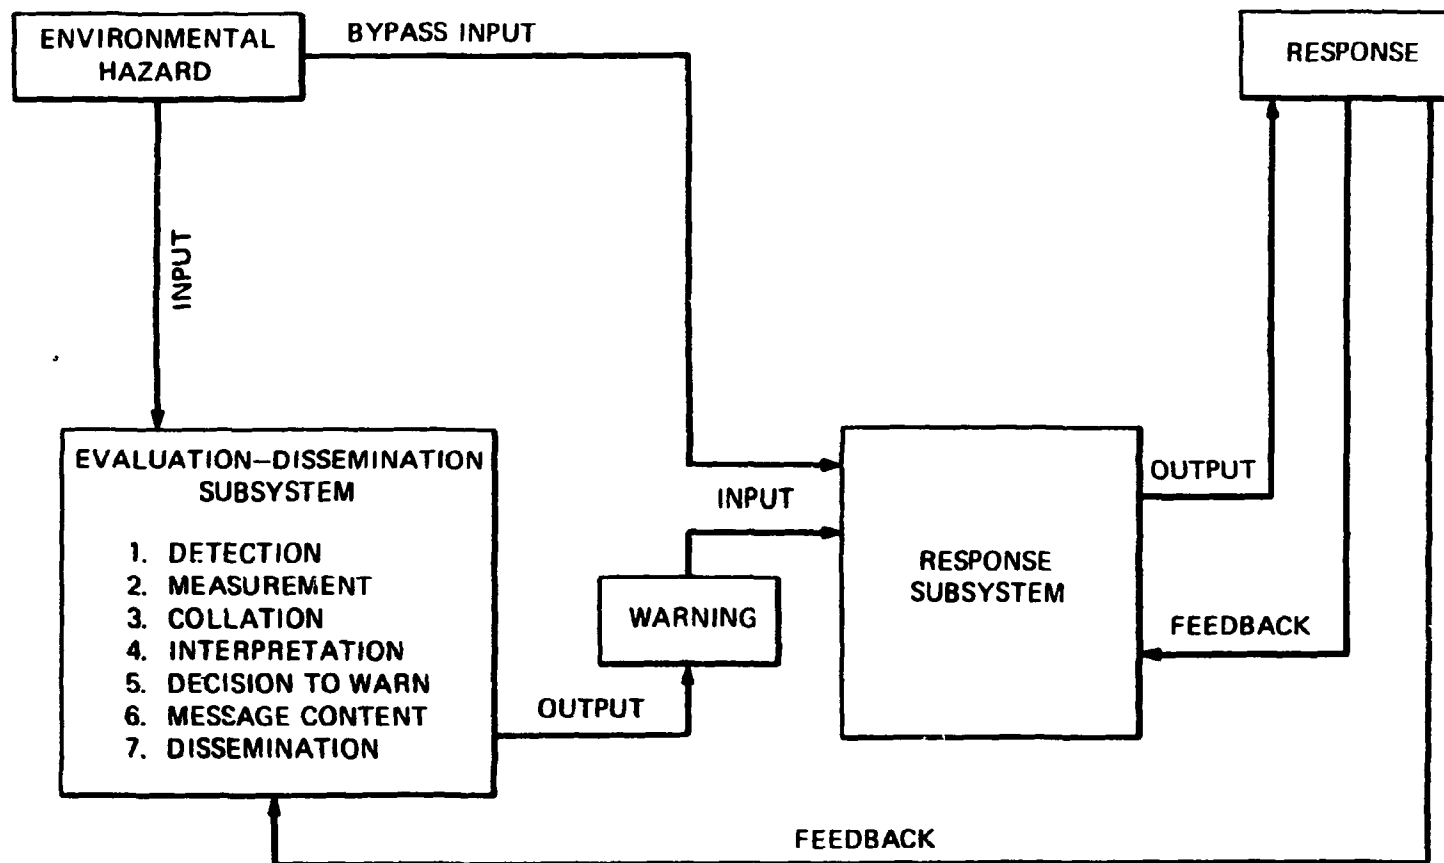 ENVIRONMENTAL
HAZARD
BYPASS INPUT
RESPONSE
INPUT
EVALUATION–DISSEMINATION
SUBSYSTEM
1. DETECTION
2. MEASUREMENT
3. COLLATION
4. INTERPRETATION
5. DECISION TO WARN
6. MESSAGE CONTENT
7. DISSEMINATION
OUTPUT
WARNING
INPUT
RESPONSE
SUBSYSTEM
OUTPUT
FEEDBACK
FEEDBACK